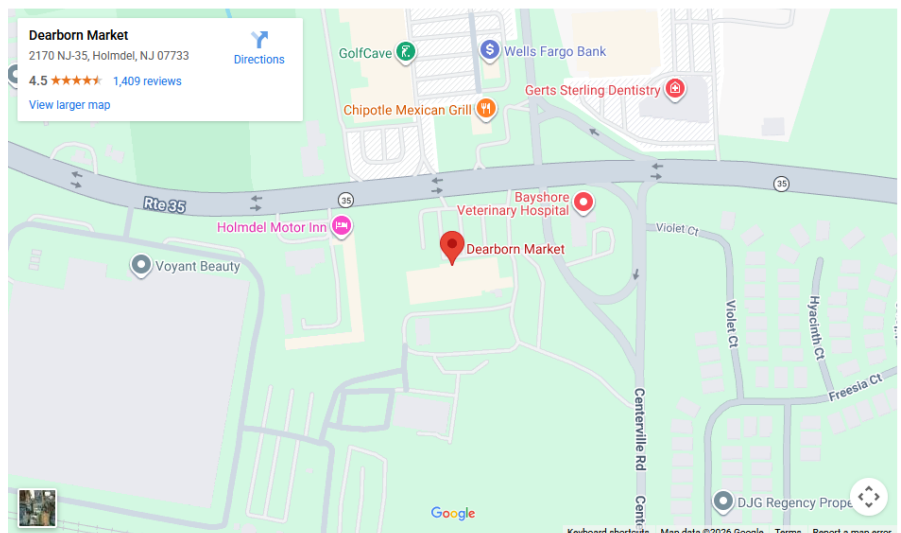 Dearborn Market
2170 NJ-35, Holmdel, NJ 07733
Directions
4.5
1,409 reviews
View larger map
GolfCave
$
Wells Fargo Bank
Gerts Sterling Dentistry
Chipotle Mexican Grill
Rte 35
35
35
Bayshore
Veterinary Hospital
Holmdel Motor Inn
Violet Ct
Dearborn Market
Voyant Beauty
Violet Ct
Hyacinth Ct
Freesia Ct
Centerville Rd
DJG Regency Prope
Google
Keyboard shortcuts
Map data ©2026 Google
Terms
Report a map error